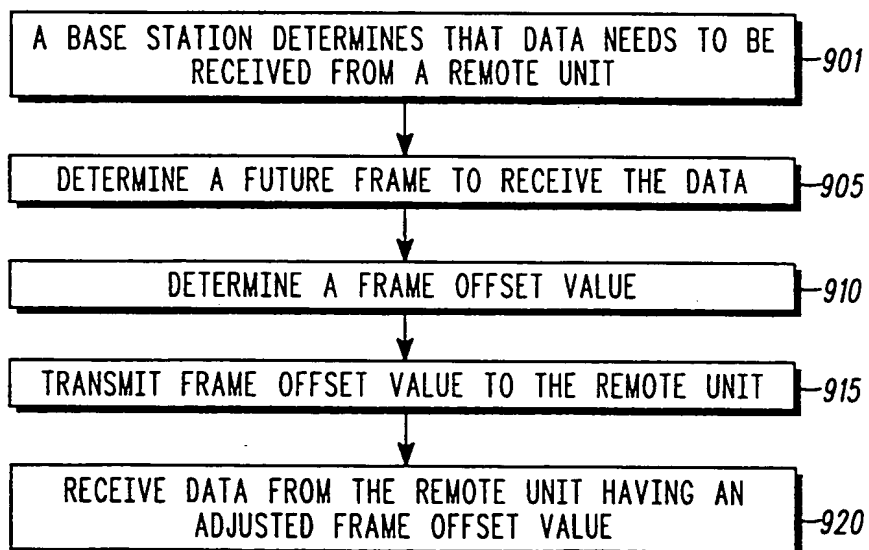 A BASE STATION DETERMINES THAT DATA NEEDS TO BE
RECEIVED FROM A REMOTE UNIT
901
DETERMINE A FUTURE FRAME TO RECEIVE THE DATA
905
DETERMINE A FRAME OFFSET VALUE
910
TRANSMIT FRAME OFFSET VALUE TO THE REMOTE UNIT
915
RECEIVE DATA FROM THE REMOTE UNIT HAVING AN
ADJUSTED FRAME OFFSET VALUE
920